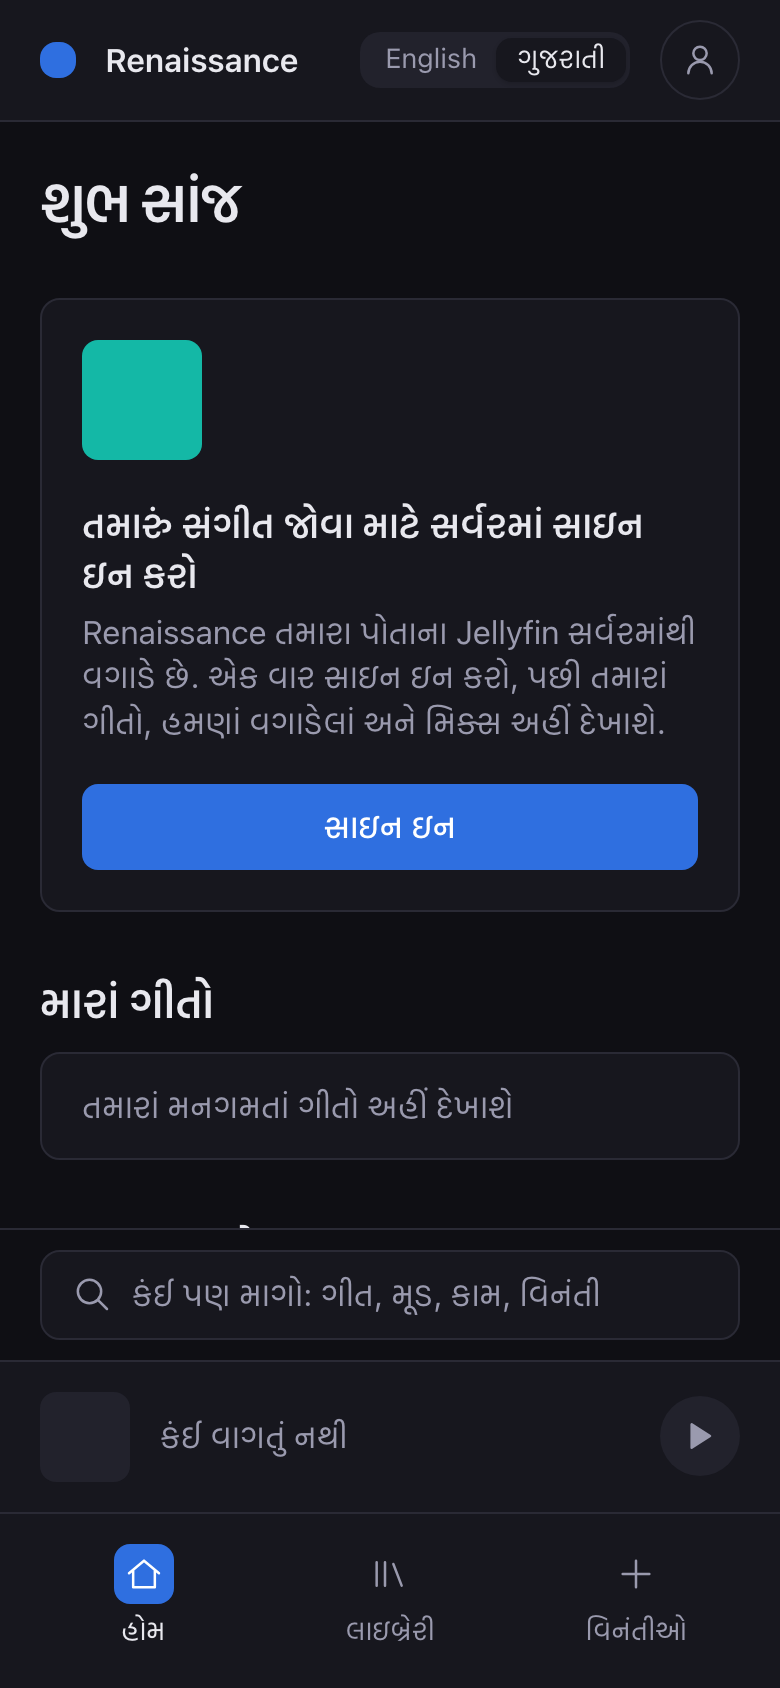 Renaissance
English
ગુજરાતી
શુભ સાંજ
તમારું સંગીત જોવા માટે સર્વરમાં સાઇન
ઇન કરો
Renaissance તમારા પોતાના Jellyfin સર્વરમાંથી
વગાડે છે. એક વાર સાઇન ઇન કરો, પછી તમારાં
ગીતો, હમણાં વગાડેલાં અને મિક્સ અહીં દેખાશે.
સાઇન ઇન
મારાં ગીતો
તમારાં મનગમતાં ગીતો અહીં દેખાશે
કંઈ પણ માગો: ગીત, મૂડ, કામ, વિનંતી
કંઈ વાગતું નથી
હોમ
લાઇબ્રેરી
વિનંતીઓ